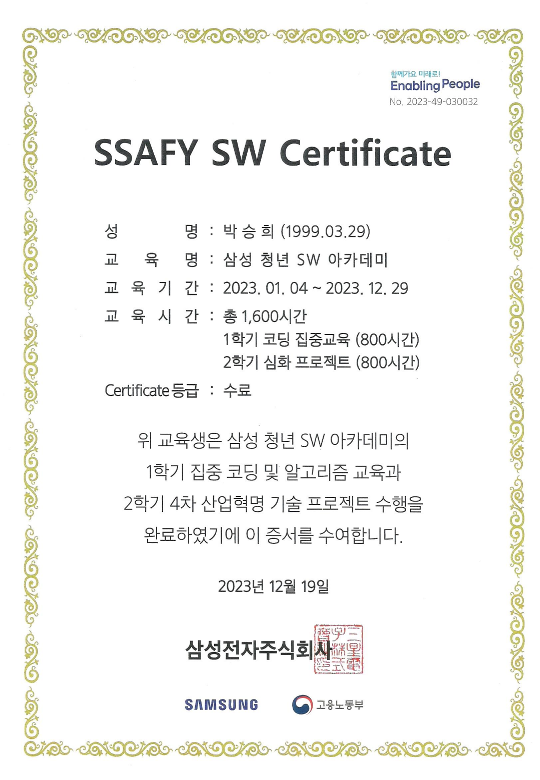 함께가요 미래로!
Enabling People
No. 2023-49-030032
SSAFY SW Certificate
성 명 : 박승희 (1999.03.29)
교 육 명 : 삼성 청년 SW 아카데미
교 육 기 간 : 2023. 01. 04 ~ 2023. 12. 29
교 육 시 간 : 총 1,600시간
1학기 코딩 집중교육 (800시간)
2학기 심화 프로젝트 (800시간)
Certificate 등급 : 수료
위 교육생은 삼성 청년 SW 아카데미의
1학기 집중 코딩 및 알고리즘 교육과
2학기 4차 산업혁명 기술 프로젝트 수행을
완료하였기에 이 증서를 수여합니다.
2023년 12월 19일
삼성전자주식회사
SAMSUNG 고용노동부